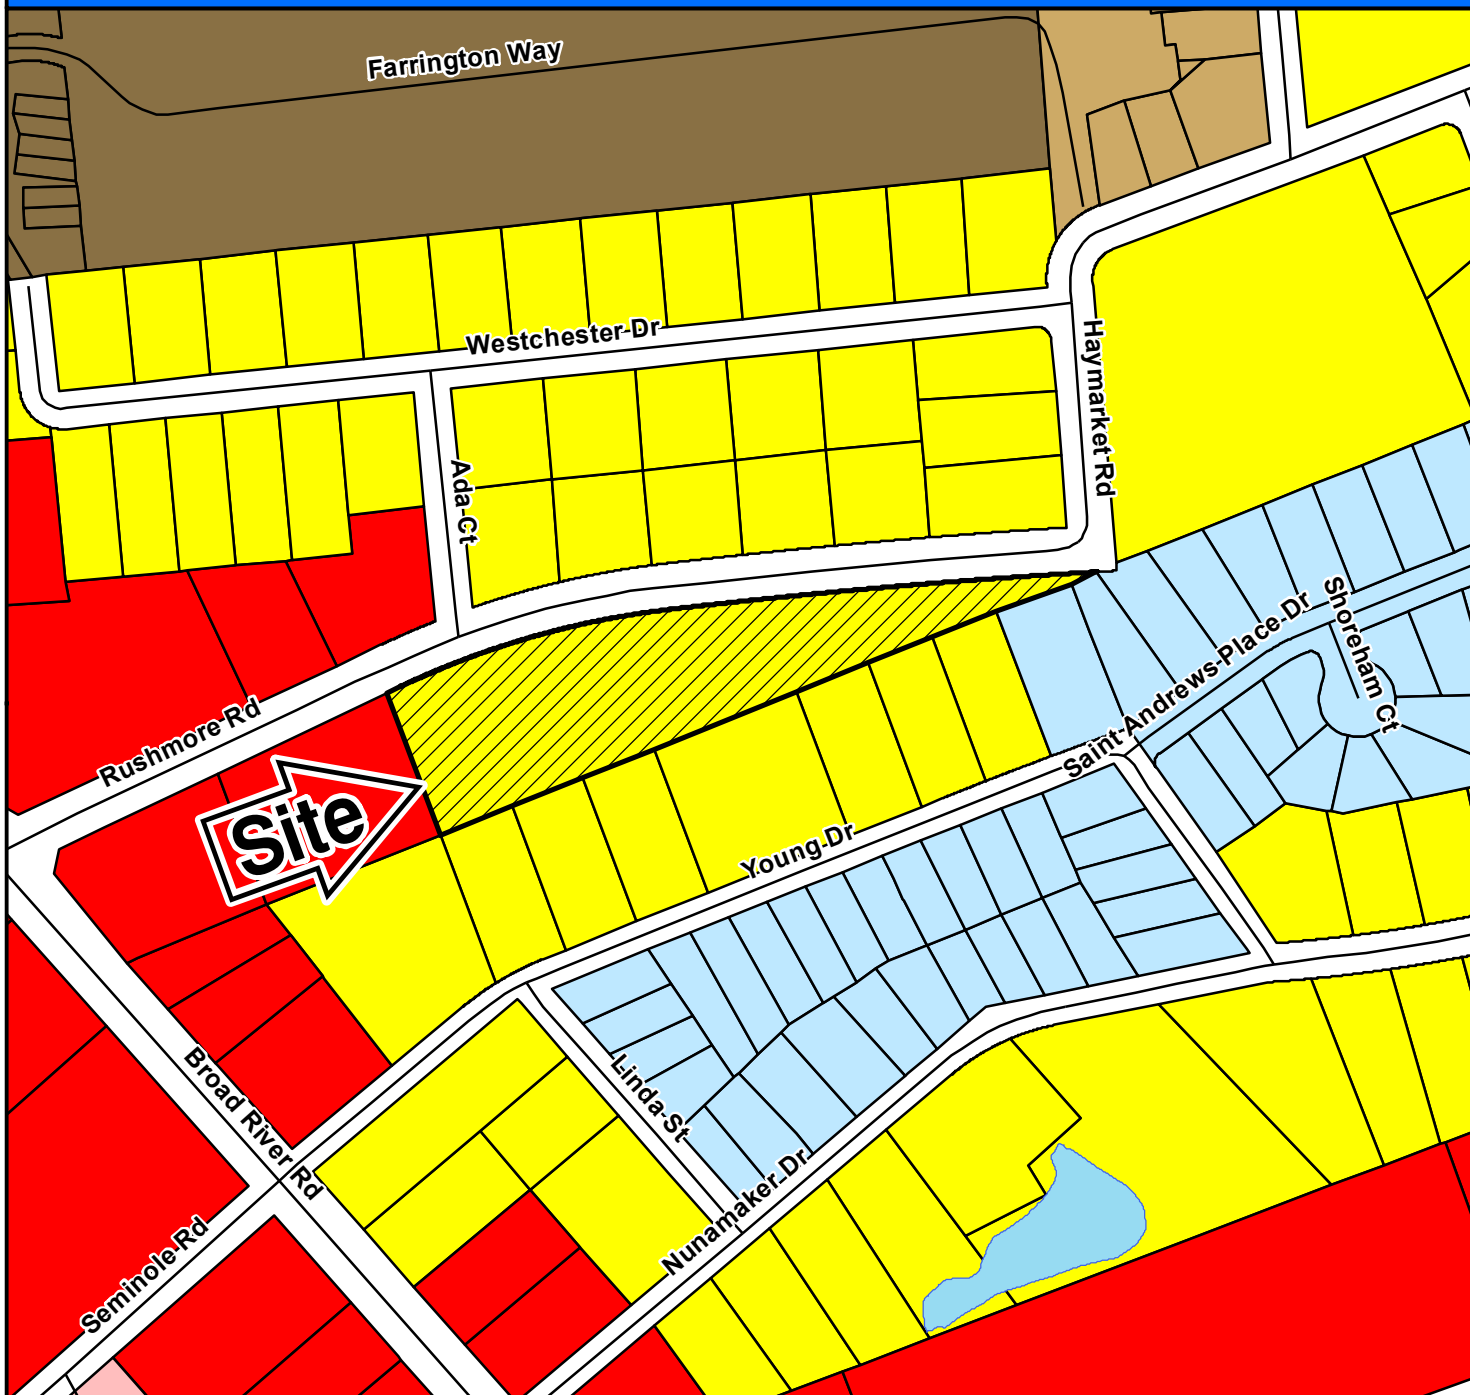 Farrington Way
Westchester Dr
Haymarket Rd
Ada Ct
Shoreham Ct
Saint Andrews Place Dr
Rushmore Rd
Site
Young Dr
Linda St
Broad River Rd
Nunamaker Dr
Seminole Rd